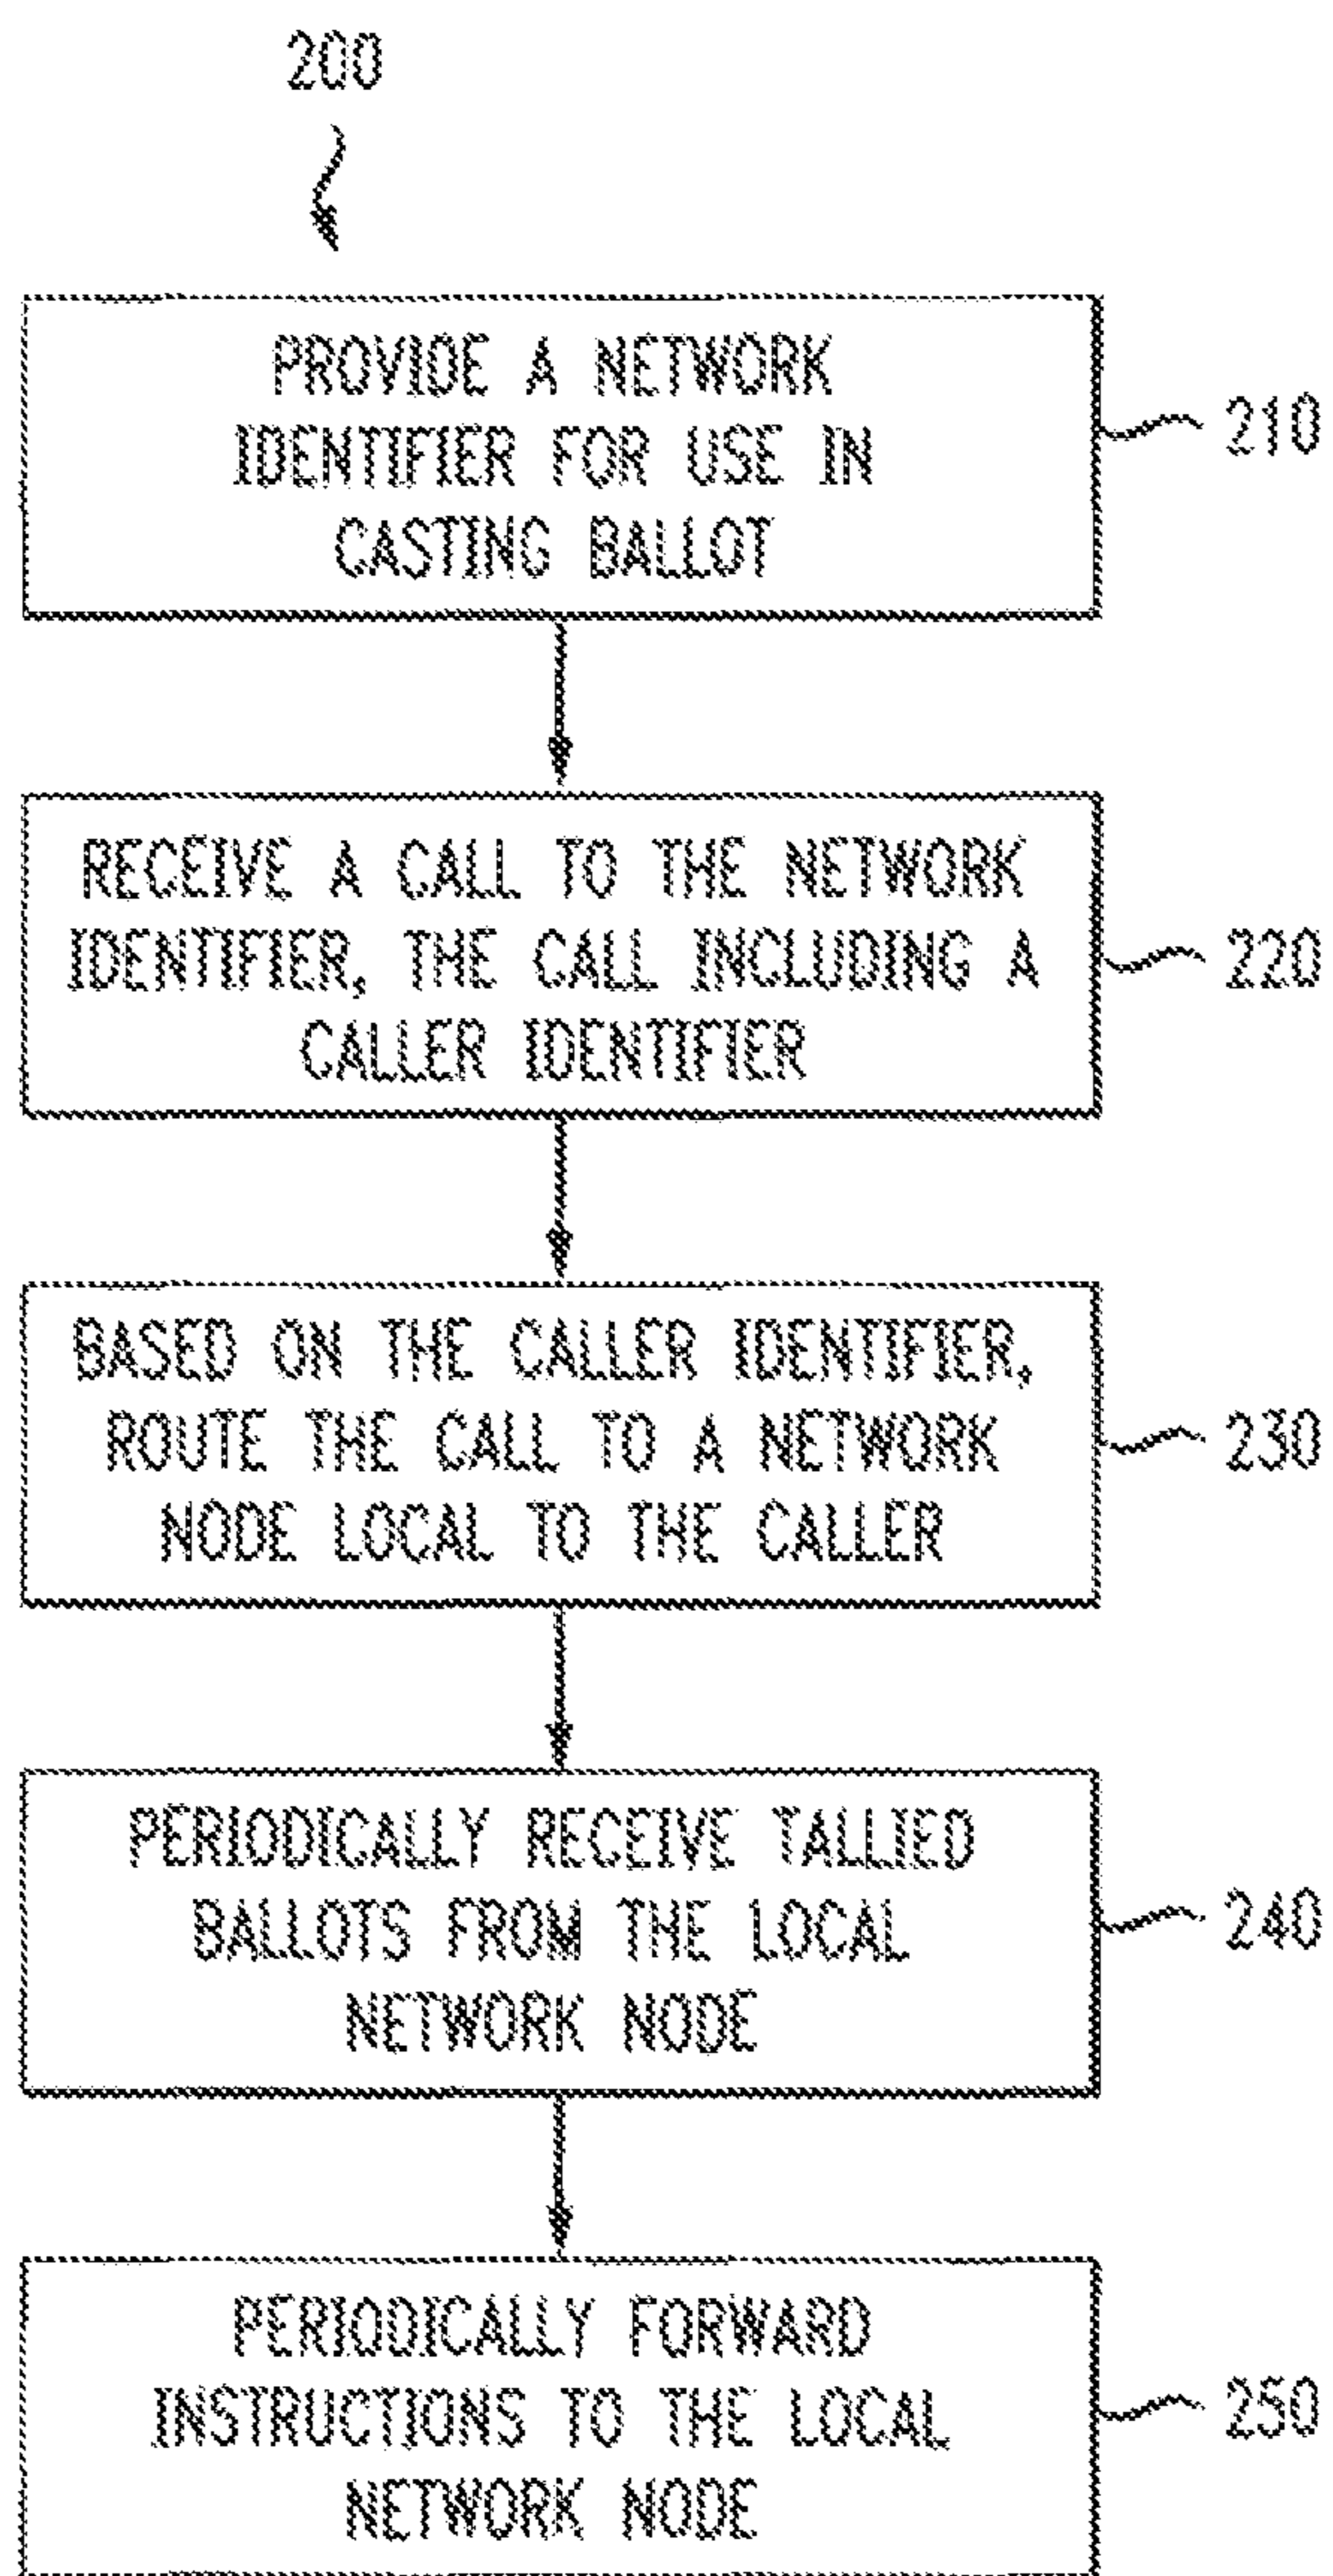 200
PROVIDE A NETWORK
IDENTIFIER FOR USE IN
CASTING BALLOT
210
RECEIVE A CALL TO THE NETWORK
IDENTIFIER, THE CALL INCLUDING A
CALLER IDENTIFIER
220
BASED ON THE CALLER IDENTIFIER,
ROUTE THE CALL TO A NETWORK
NODE LOCAL TO THE CALLER
230
PERIODICALLY RECEIVE TALLIED
BALLOTS FROM THE LOCAL
NETWORK NODE
240
PERIODICALLY FORWARD
INSTRUCTIONS TO THE LOCAL
NETWORK NODE
250